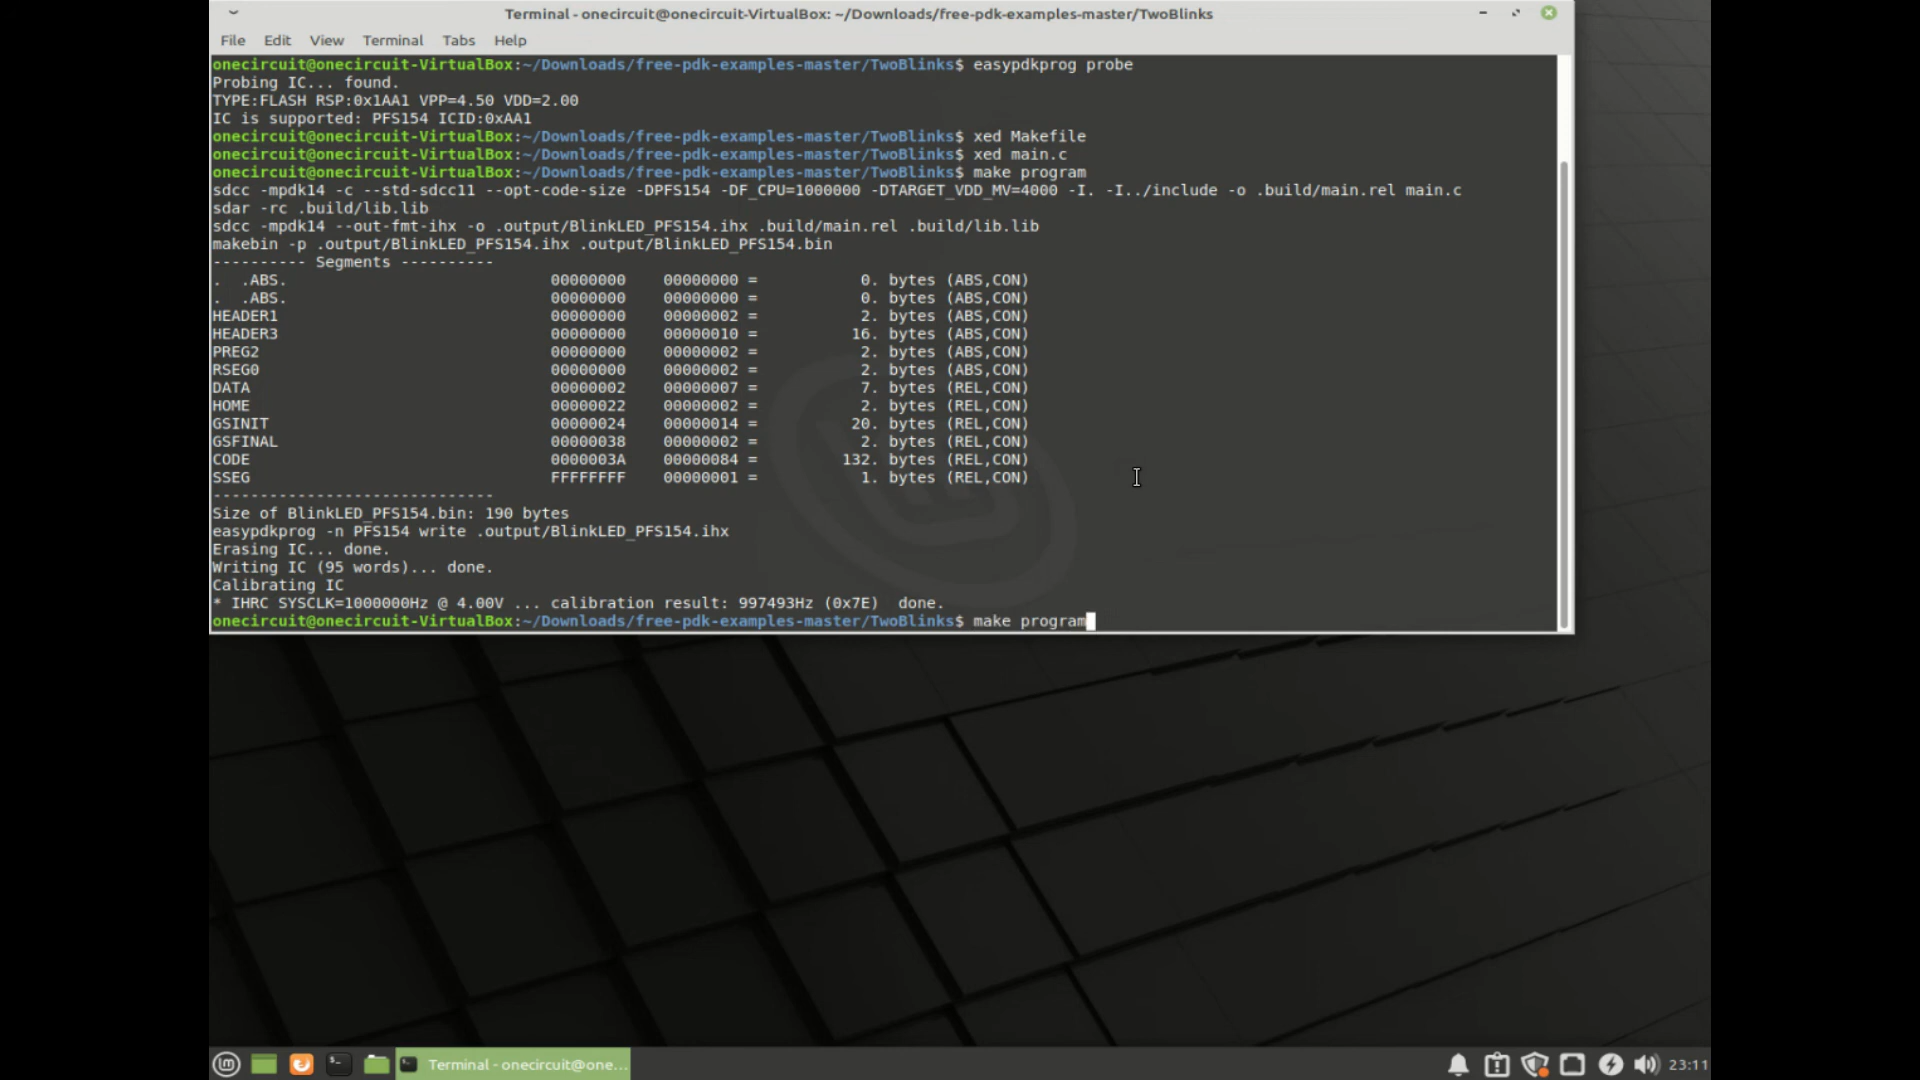 Terminal - onecircuit@onecircuit-VirtualBox: ~/Downloads/free-pdk-examples-master/TwoBlinks
File Edit View Terminal Tabs Help
onecircuit@onecircuit-VirtualBox:~/Downloads/free-pdk-examples-master/TwoBlinks$ easypdkprog probe
Probing IC... found.
TYPE:FLASH RSP:0x1AA1 VPP=4.50 VDD=2.00
IC is supported: PFS154 ICID:0xAA1
onecircuit@onecircuit-VirtualBox:~/Downloads/free-pdk-examples-master/TwoBlinks$ xed Makefile
onecircuit@onecircuit-VirtualBox:~/Downloads/free-pdk-examples-master/TwoBlinks$ xed main.c
onecircuit@onecircuit-VirtualBox:~/Downloads/free-pdk-examples-master/TwoBlinks$ make program
sdcc -mpdk14 -c --std-sdcc11 --opt-code-size -DPFS154 -DF_CPU=1000000 -DTARGET_VDD_MV=4000 -I. -I../include -o .build/main.rel main.c
sdar -rc .build/lib.lib
sdcc -mpdk14 --out-fmt-ihx -o .output/BlinkLED_PFS154.ihx .build/main.rel .build/lib.lib
makebin -p .output/BlinkLED_PFS154.ihx .output/BlinkLED_PFS154.bin
---------- Segments ----------
. .ABS. 00000000 00000000 = 0. bytes (ABS,CON)
. .ABS. 00000000 00000000 = 0. bytes (ABS,CON)
HEADER1 00000000 00000002 = 2. bytes (ABS,CON)
HEADER3 00000000 00000010 = 16. bytes (ABS,CON)
PREG2 00000000 00000002 = 2. bytes (ABS,CON)
RSEG0 00000000 00000002 = 2. bytes (ABS,CON)
DATA 00000002 00000007 = 7. bytes (REL,CON)
HOME 00000022 00000002 = 2. bytes (REL,CON)
GSINIT 00000024 00000014 = 20. bytes (REL,CON)
GSFINAL 00000038 00000002 = 2. bytes (REL,CON)
CODE 0000003A 00000084 = 132. bytes (REL,CON)
SSEG FFFFFFFF 00000001 = 1. bytes (REL,CON)
------------------------------
Size of BlinkLED_PFS154.bin: 190 bytes
easypdkprog -n PFS154 write .output/BlinkLED_PFS154.ihx
Erasing IC... done.
Writing IC (95 words)... done.
Calibrating IC
* IHRC SYSCLK=1000000Hz @ 4.00V ... calibration result: 997493Hz (0x7E)  done.
onecircuit@onecircuit-VirtualBox:~/Downloads/free-pdk-examples-master/TwoBlinks$ make program
Terminal - onecircuit@one...
23:11